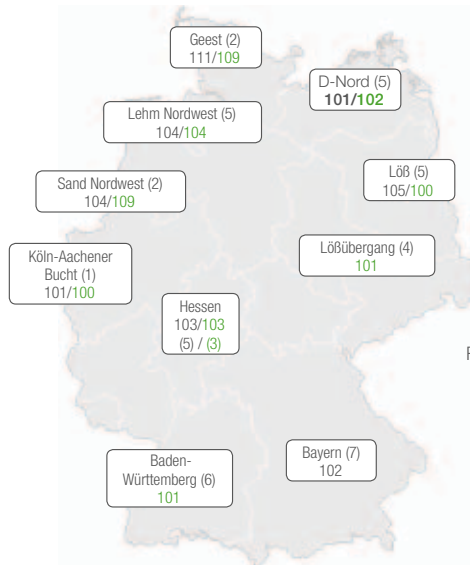 Geest (2)
111/109
D-Nord (5)
101/102
Lehm Nordwest (5)
104/104
Löß (5)
105/100
Sand Nordwest (2)
104/109
Lößübergang (4)
101
Köln-Aachener
Bucht (1)
101/100
Hessen
103/103
(5) / (3)
F
Baden-
Württemberg (6)
101
Bayern (7)
102